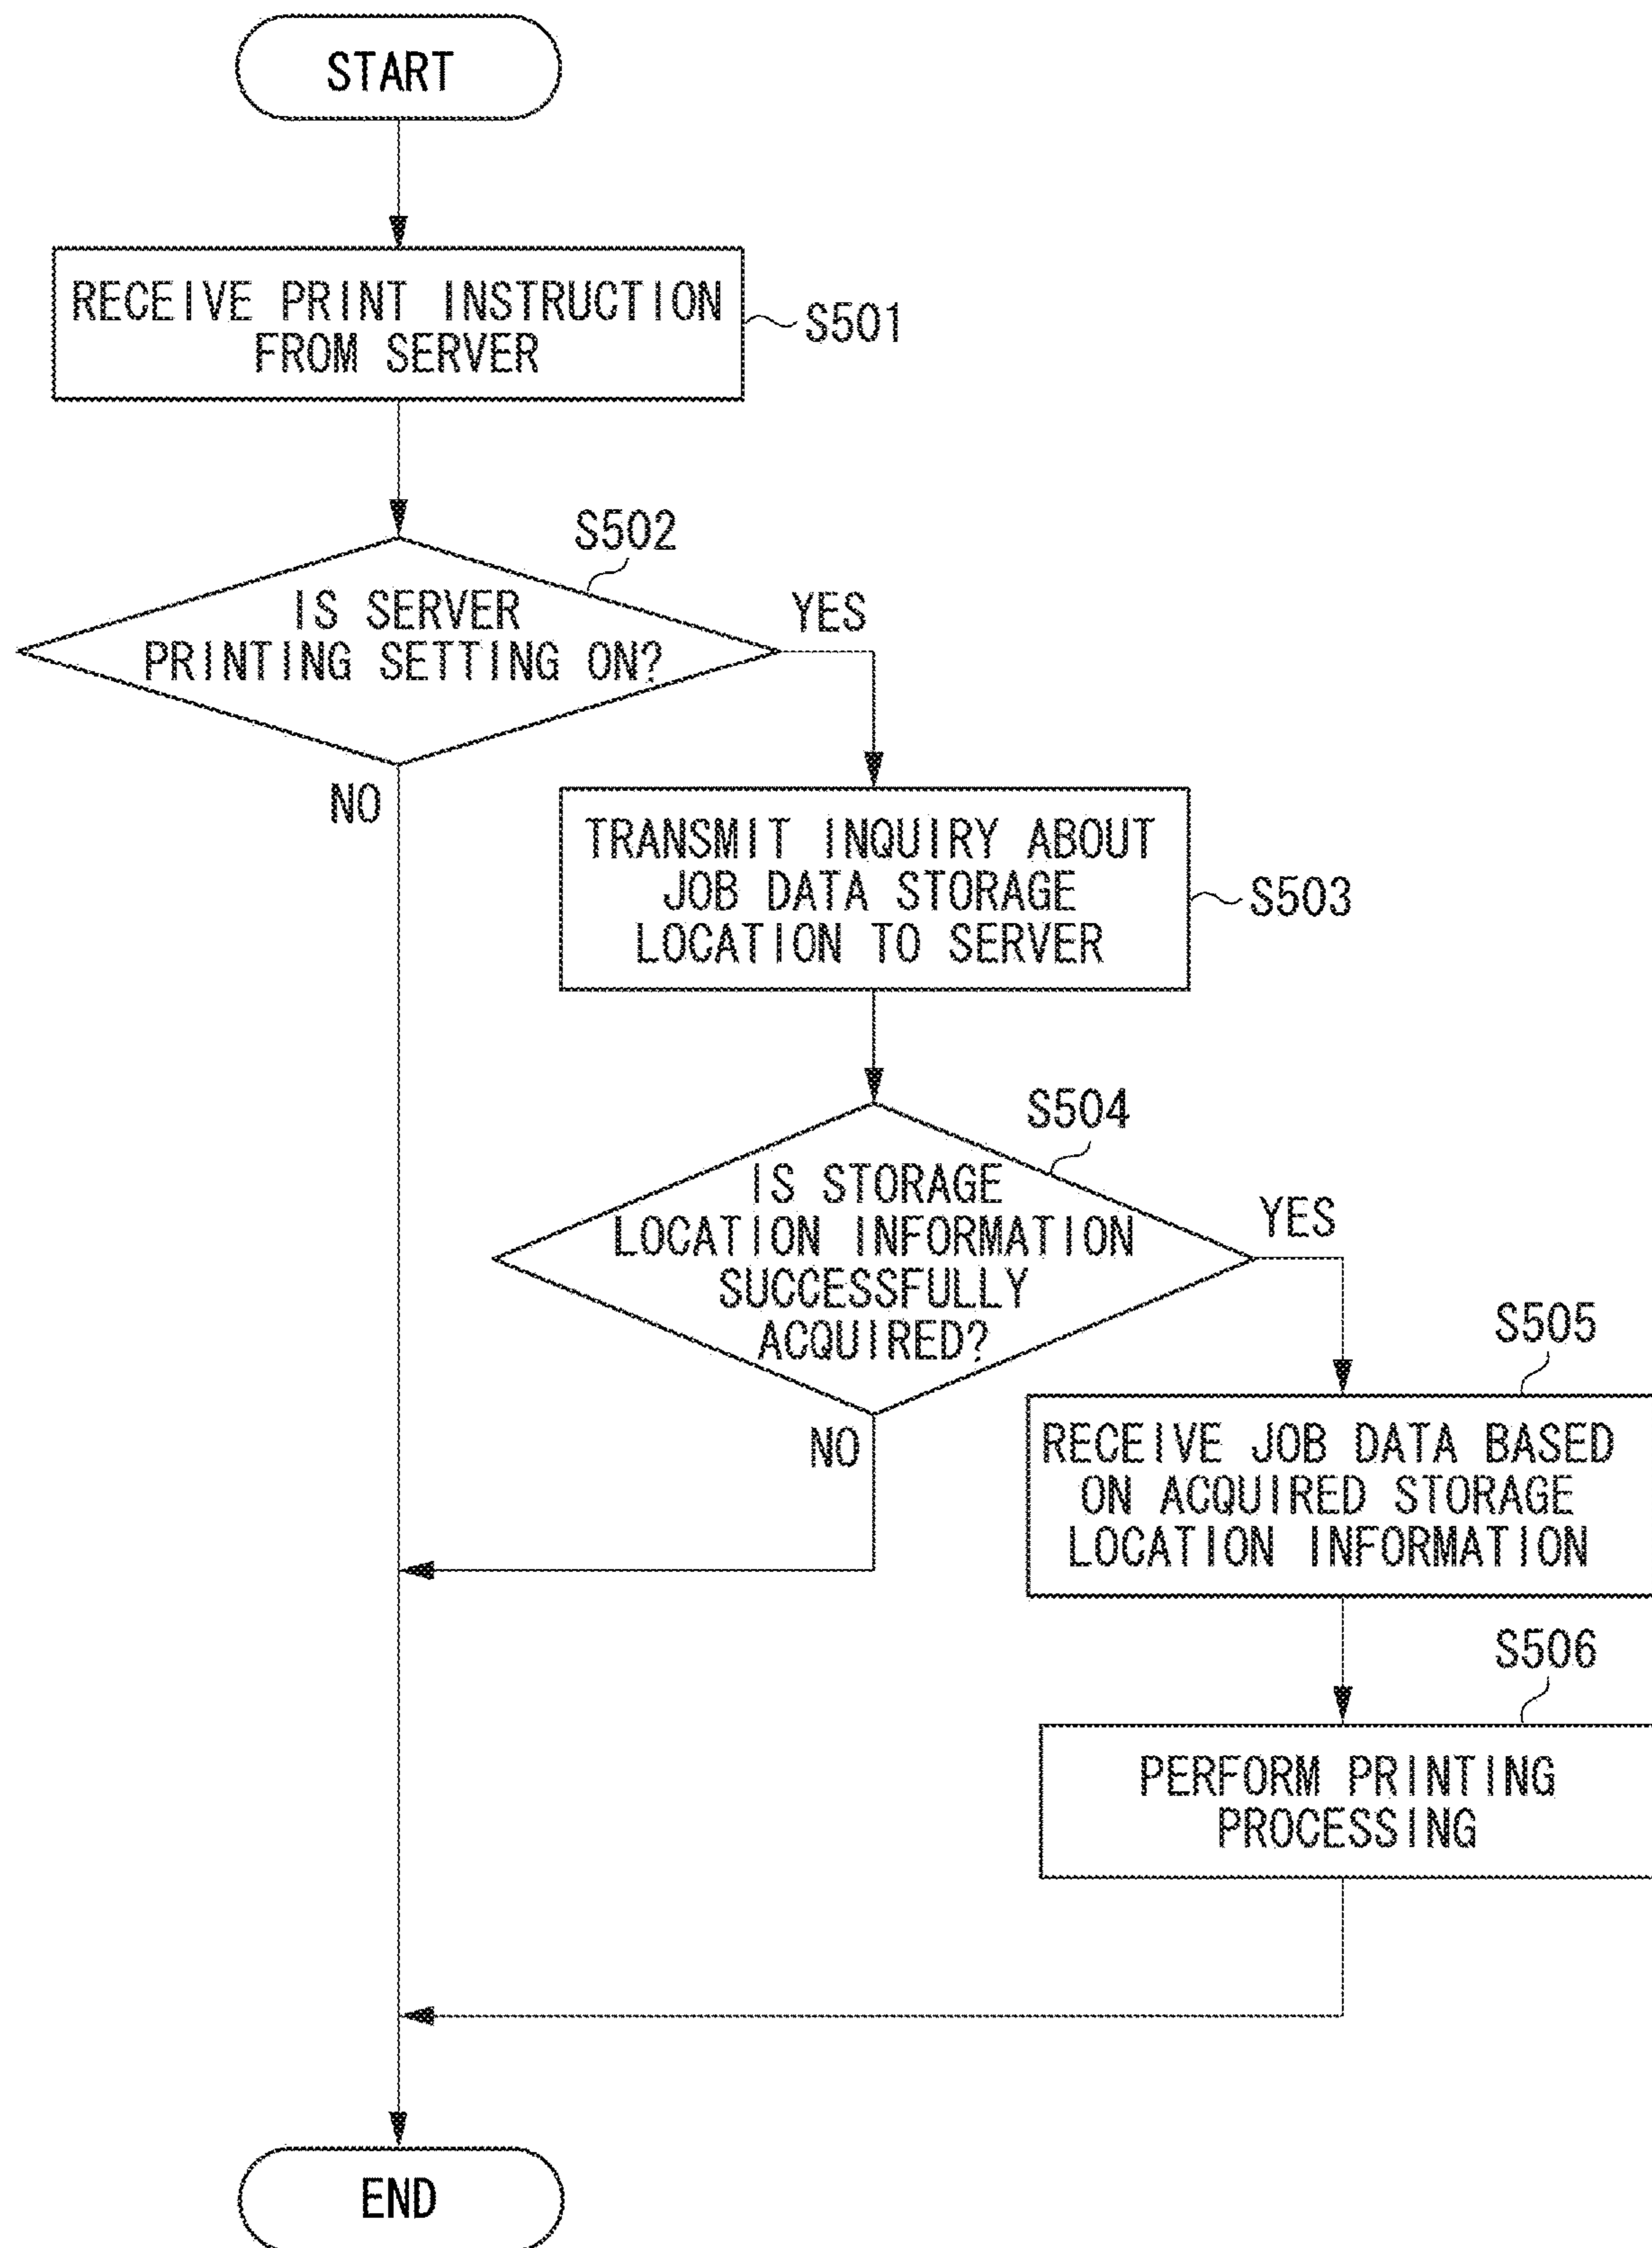 START
RECEIVE PRINT INSTRUCTION
FROM SERVER
S501
S502
IS SERVER
PRINTING SETTING ON?
YES
NO
TRANSMIT INQUIRY ABOUT
JOB DATA STORAGE
LOCATION TO SERVER
S503
S504
IS STORAGE
LOCATION INFORMATION
SUCCESSFULLY
ACQUIRED?
YES
NO
S505
RECEIVE JOB DATA BASED
ON ACQUIRED STORAGE
LOCATION INFORMATION
S506
PERFORM PRINTING
PROCESSING
END